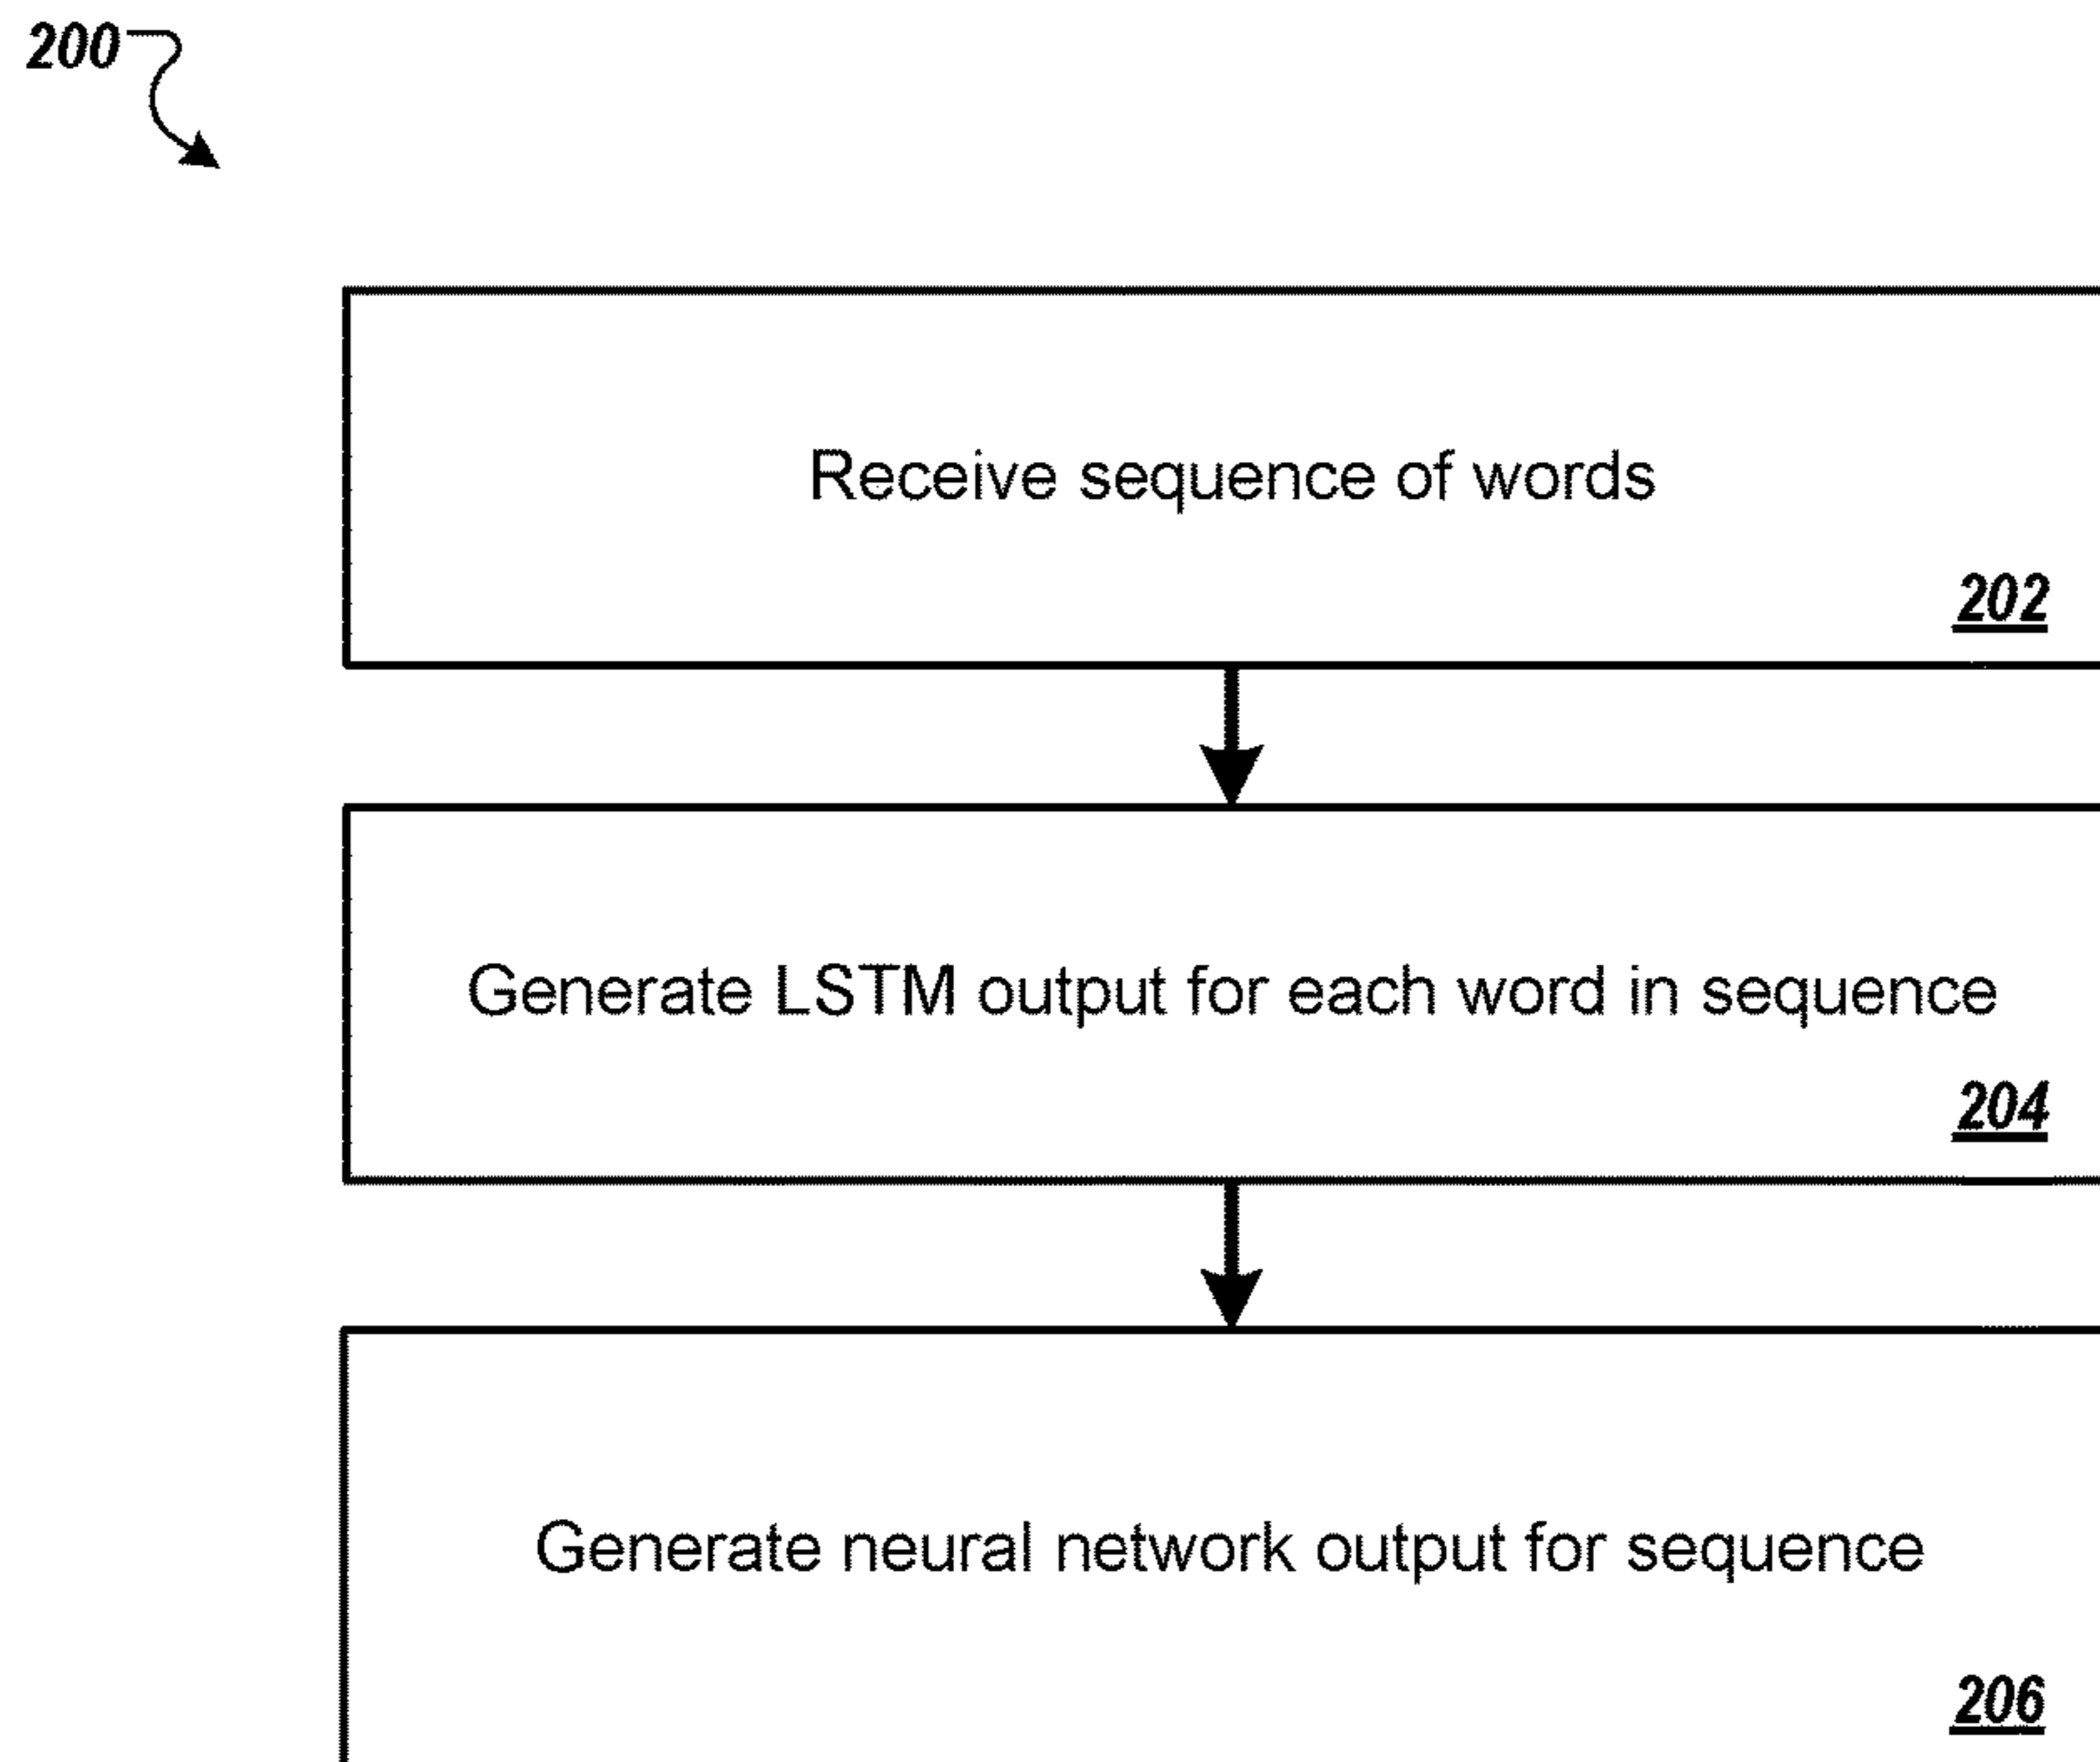 200
Receive sequence of words
202
Generate LSTM output for each word in sequence
204
Generate neural network output for sequence
206